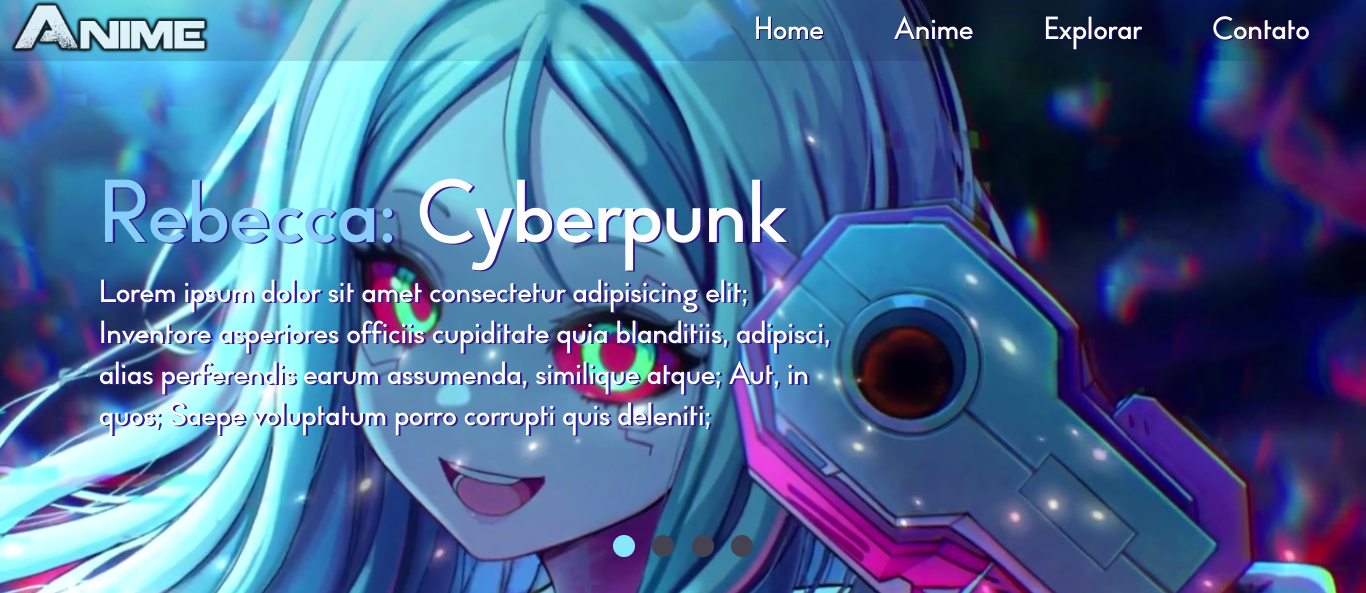 ANIME
Home Anime Explorar Contato
Rebecca: Cyberpunk
Lorem ipsum dolor sit amet consectetur adipisicing elit;
Inventore asperiores officiis cupiditate quia blanditiis, adipisci,
alias perferendis earum assumenda, similique atque; Aut, in
quos; Saepe voluptatum porro corrupti quis deleniti;